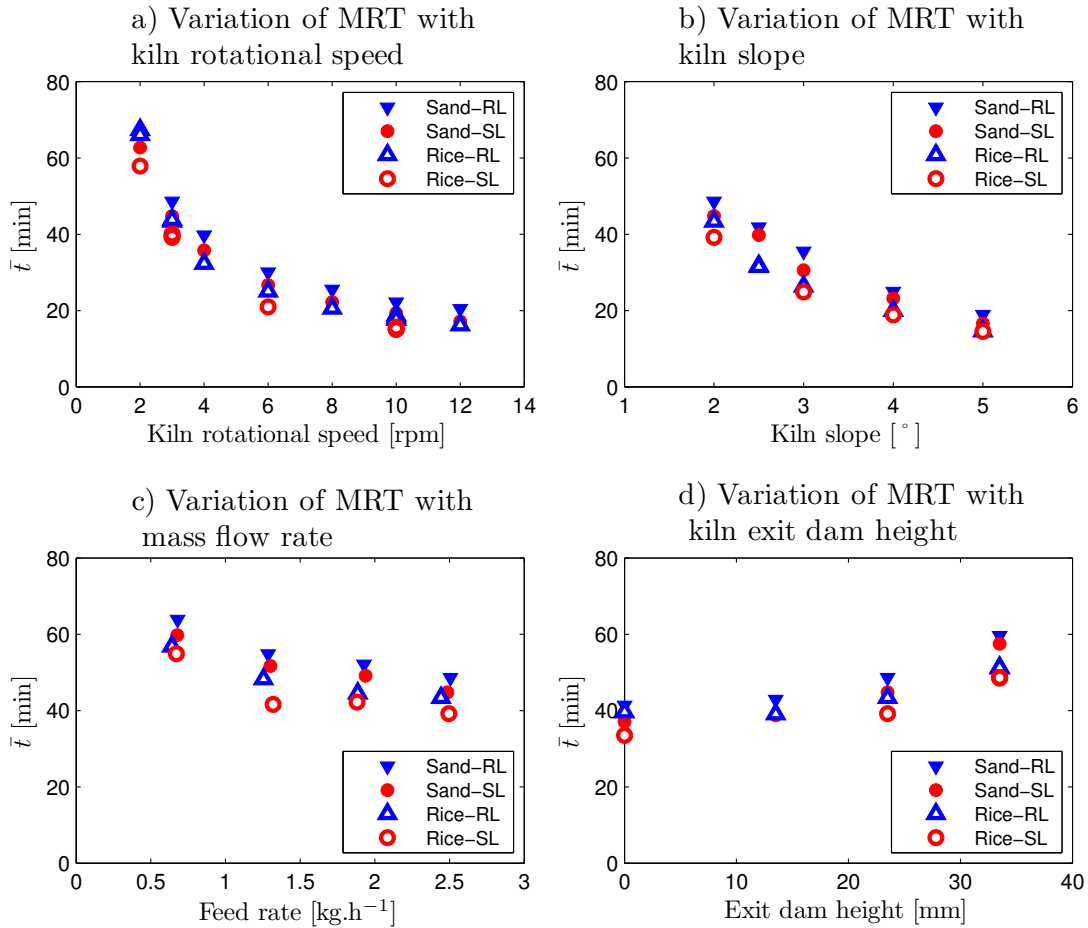 a) Variation of MRT with
kiln rotational speed
80
60
40
20
0
t̄ [min]
Sand−RL
Sand−SL
Rice−RL
Rice−SL
0 2 4 6 8 10 12 14
Kiln rotational speed [rpm]
b) Variation of MRT with
kiln slope
80
60
40
20
0
t̄ [min]
Sand−RL
Sand−SL
Rice−RL
Rice−SL
1 2 3 4 5 6
Kiln slope [°]
c) Variation of MRT with
mass flow rate
80
60
40
20
0
t̄ [min]
Sand−RL
Sand−SL
Rice−RL
Rice−SL
0 0.5 1 1.5 2 2.5 3
Feed rate [kg.h⁻¹]
d) Variation of MRT with
kiln exit dam height
80
60
40
20
0
t̄ [min]
Sand−RL
Sand−SL
Rice−RL
Rice−SL
0 10 20 30 40
Exit dam height [mm]